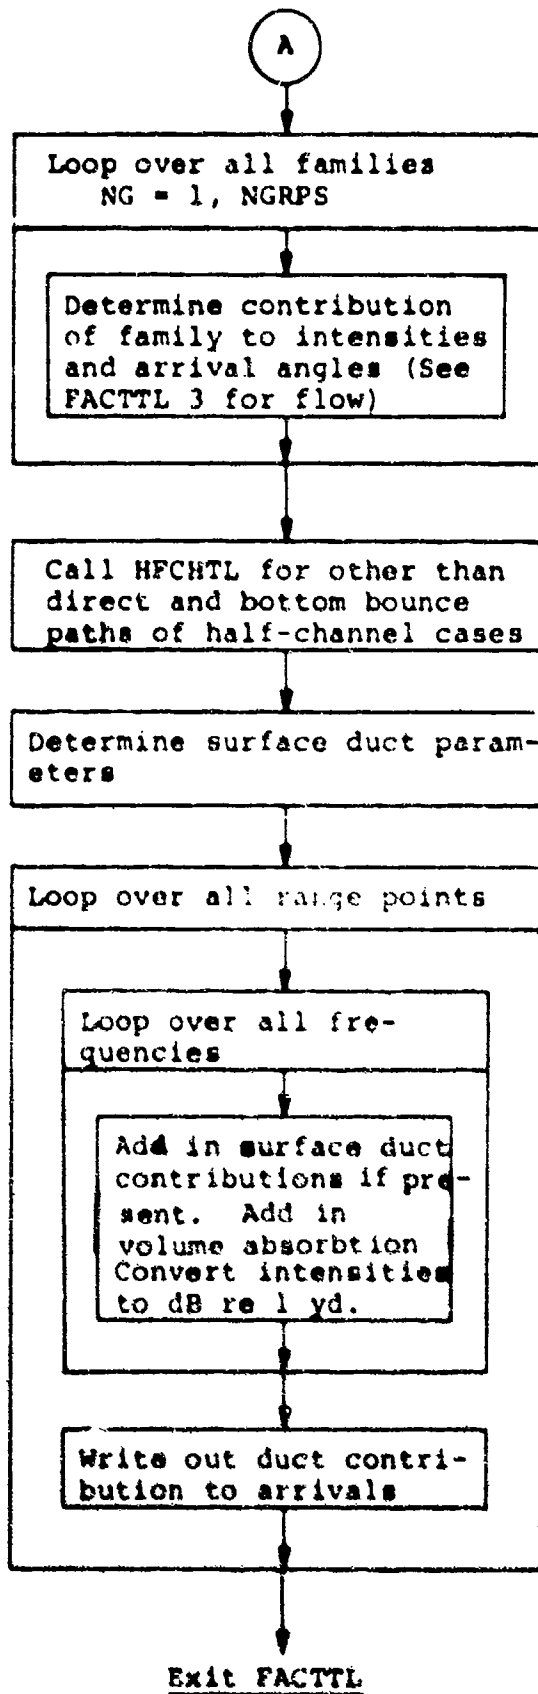 A
Loop over all families
NG = 1, NGRPS
Determine contribution
of family to intensities
and arrival angles (See
FACTTL 3 for flow)
Call HFCHTL for other than
direct and bottom bounce
paths of half-channel cases
Determine surface duct param-
eters
Loop over all range points
Loop over all fre-
quencies
Add in surface duct
contributions if pre-
sent. Add in
volume absorbtion
Convert intensities
to dB re 1 yd.
Write out duct contri-
bution to arrivals
Exit FACTTL